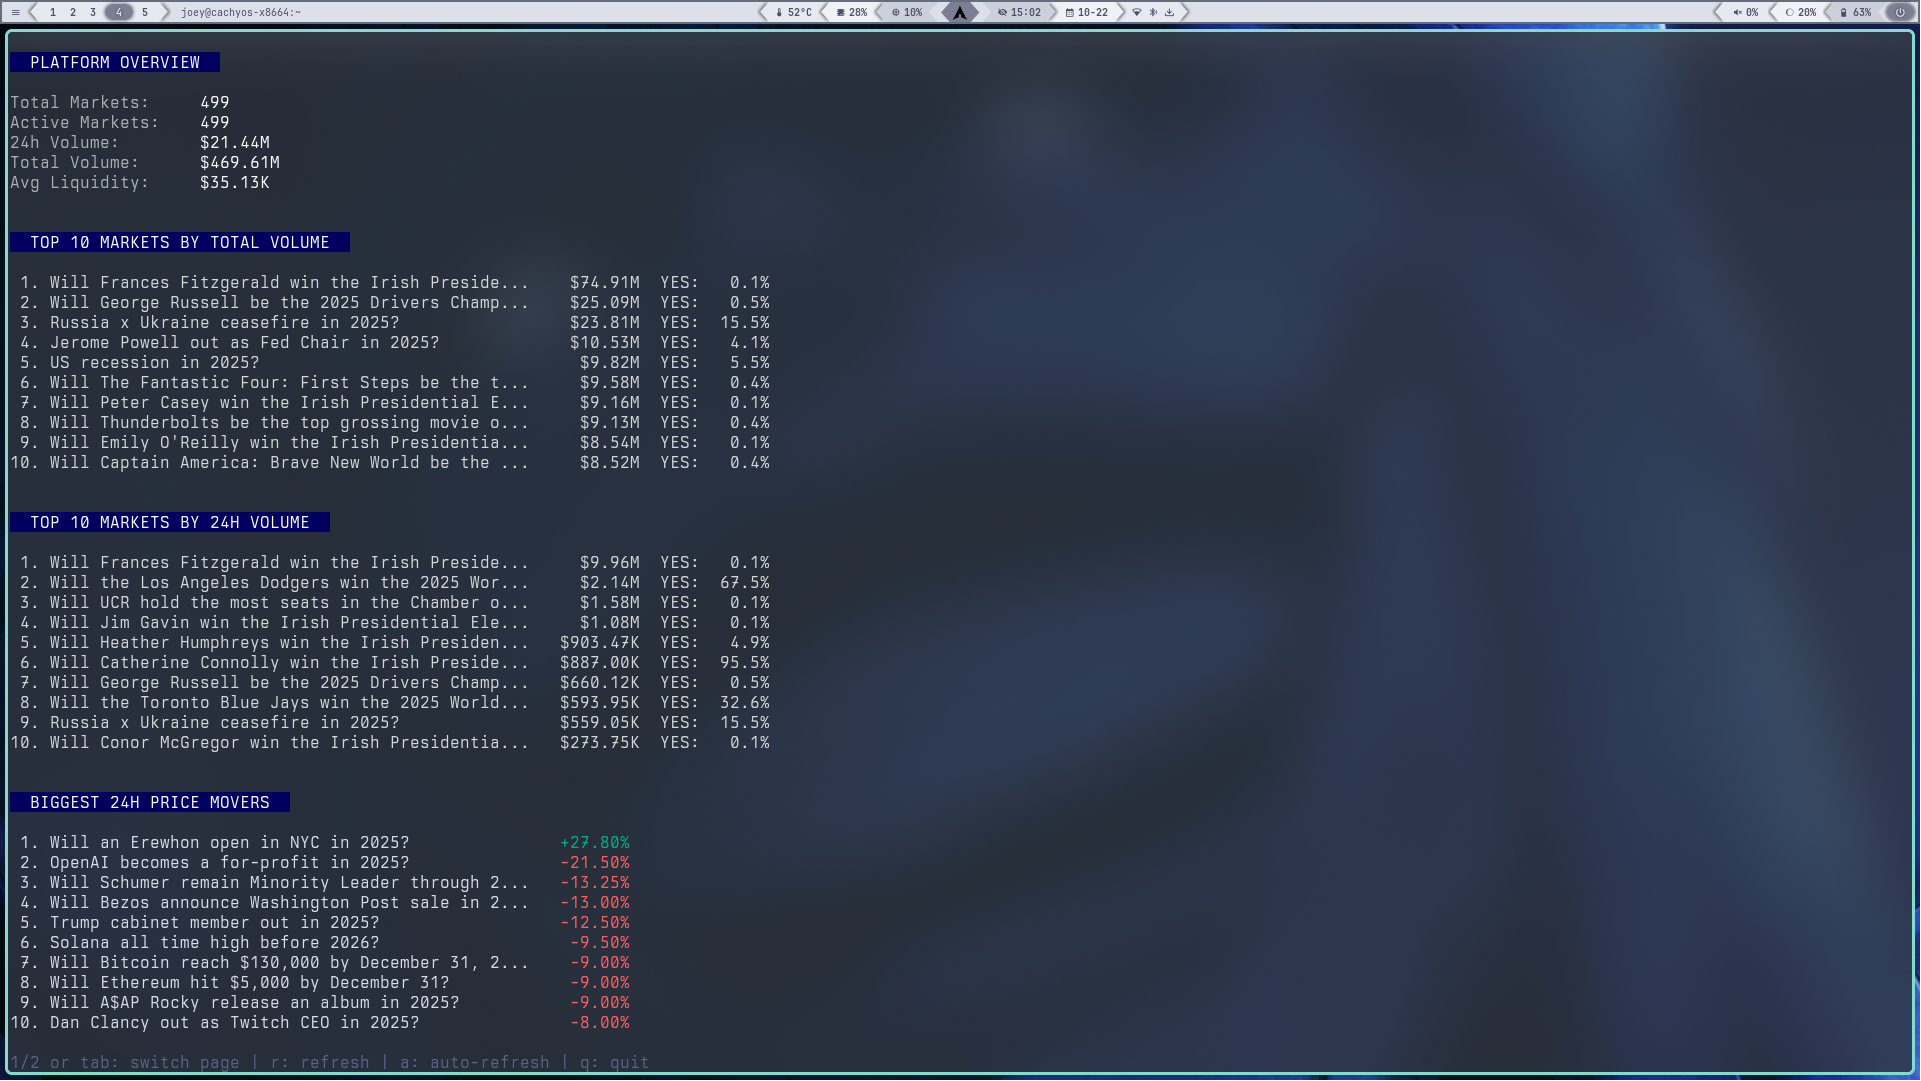 1 2 3 4 5 joey@cachyos-x8664:~ 52°C 28% 10% 15:02 10-22 0% 20% 63%
PLATFORM OVERVIEW
Total Markets: 499
Active Markets: 499
24h Volume: $21.44M
Total Volume: $469.61M
Avg Liquidity: $35.13K
TOP 10 MARKETS BY TOTAL VOLUME
1. Will Frances Fitzgerald win the Irish Preside... $74.91M YES: 0.1%
2. Will George Russell be the 2025 Drivers Champ... $25.09M YES: 0.5%
3. Russia x Ukraine ceasefire in 2025? $23.81M YES: 15.5%
4. Jerome Powell out as Fed Chair in 2025? $10.53M YES: 4.1%
5. US recession in 2025? $9.82M YES: 5.5%
6. Will The Fantastic Four: First Steps be the t... $9.58M YES: 0.4%
7. Will Peter Casey win the Irish Presidential E... $9.16M YES: 0.1%
8. Will Thunderbolts be the top grossing movie o... $9.13M YES: 0.4%
9. Will Emily O'Reilly win the Irish Presidentia... $8.54M YES: 0.1%
10. Will Captain America: Brave New World be the ... $8.52M YES: 0.4%
TOP 10 MARKETS BY 24H VOLUME
1. Will Frances Fitzgerald win the Irish Preside... $9.96M YES: 0.1%
2. Will the Los Angeles Dodgers win the 2025 Wor... $2.14M YES: 67.5%
3. Will UCR hold the most seats in the Chamber o... $1.58M YES: 0.1%
4. Will Jim Gavin win the Irish Presidential Ele... $1.08M YES: 0.1%
5. Will Heather Humphreys win the Irish Presiden... $903.47K YES: 4.9%
6. Will Catherine Connolly win the Irish Preside... $887.00K YES: 95.5%
7. Will George Russell be the 2025 Drivers Champ... $660.12K YES: 0.5%
8. Will the Toronto Blue Jays win the 2025 World... $593.95K YES: 32.6%
9. Russia x Ukraine ceasefire in 2025? $559.05K YES: 15.5%
10. Will Conor McGregor win the Irish Presidentia... $273.75K YES: 0.1%
BIGGEST 24H PRICE MOVERS
1. Will an Erewhon open in NYC in 2025? +27.80%
2. OpenAI becomes a for-profit in 2025? -21.50%
3. Will Schumer remain Minority Leader through 2... -13.25%
4. Will Bezos announce Washington Post sale in 2... -13.00%
5. Trump cabinet member out in 2025? -12.50%
6. Solana all time high before 2026? -9.50%
7. Will Bitcoin reach $130,000 by December 31, 2... -9.00%
8. Will Ethereum hit $5,000 by December 31? -9.00%
9. Will A$AP Rocky release an album in 2025? -9.00%
10. Dan Clancy out as Twitch CEO in 2025? -8.00%
1/2 or tab: switch page | r: refresh | a: auto-refresh | q: quit